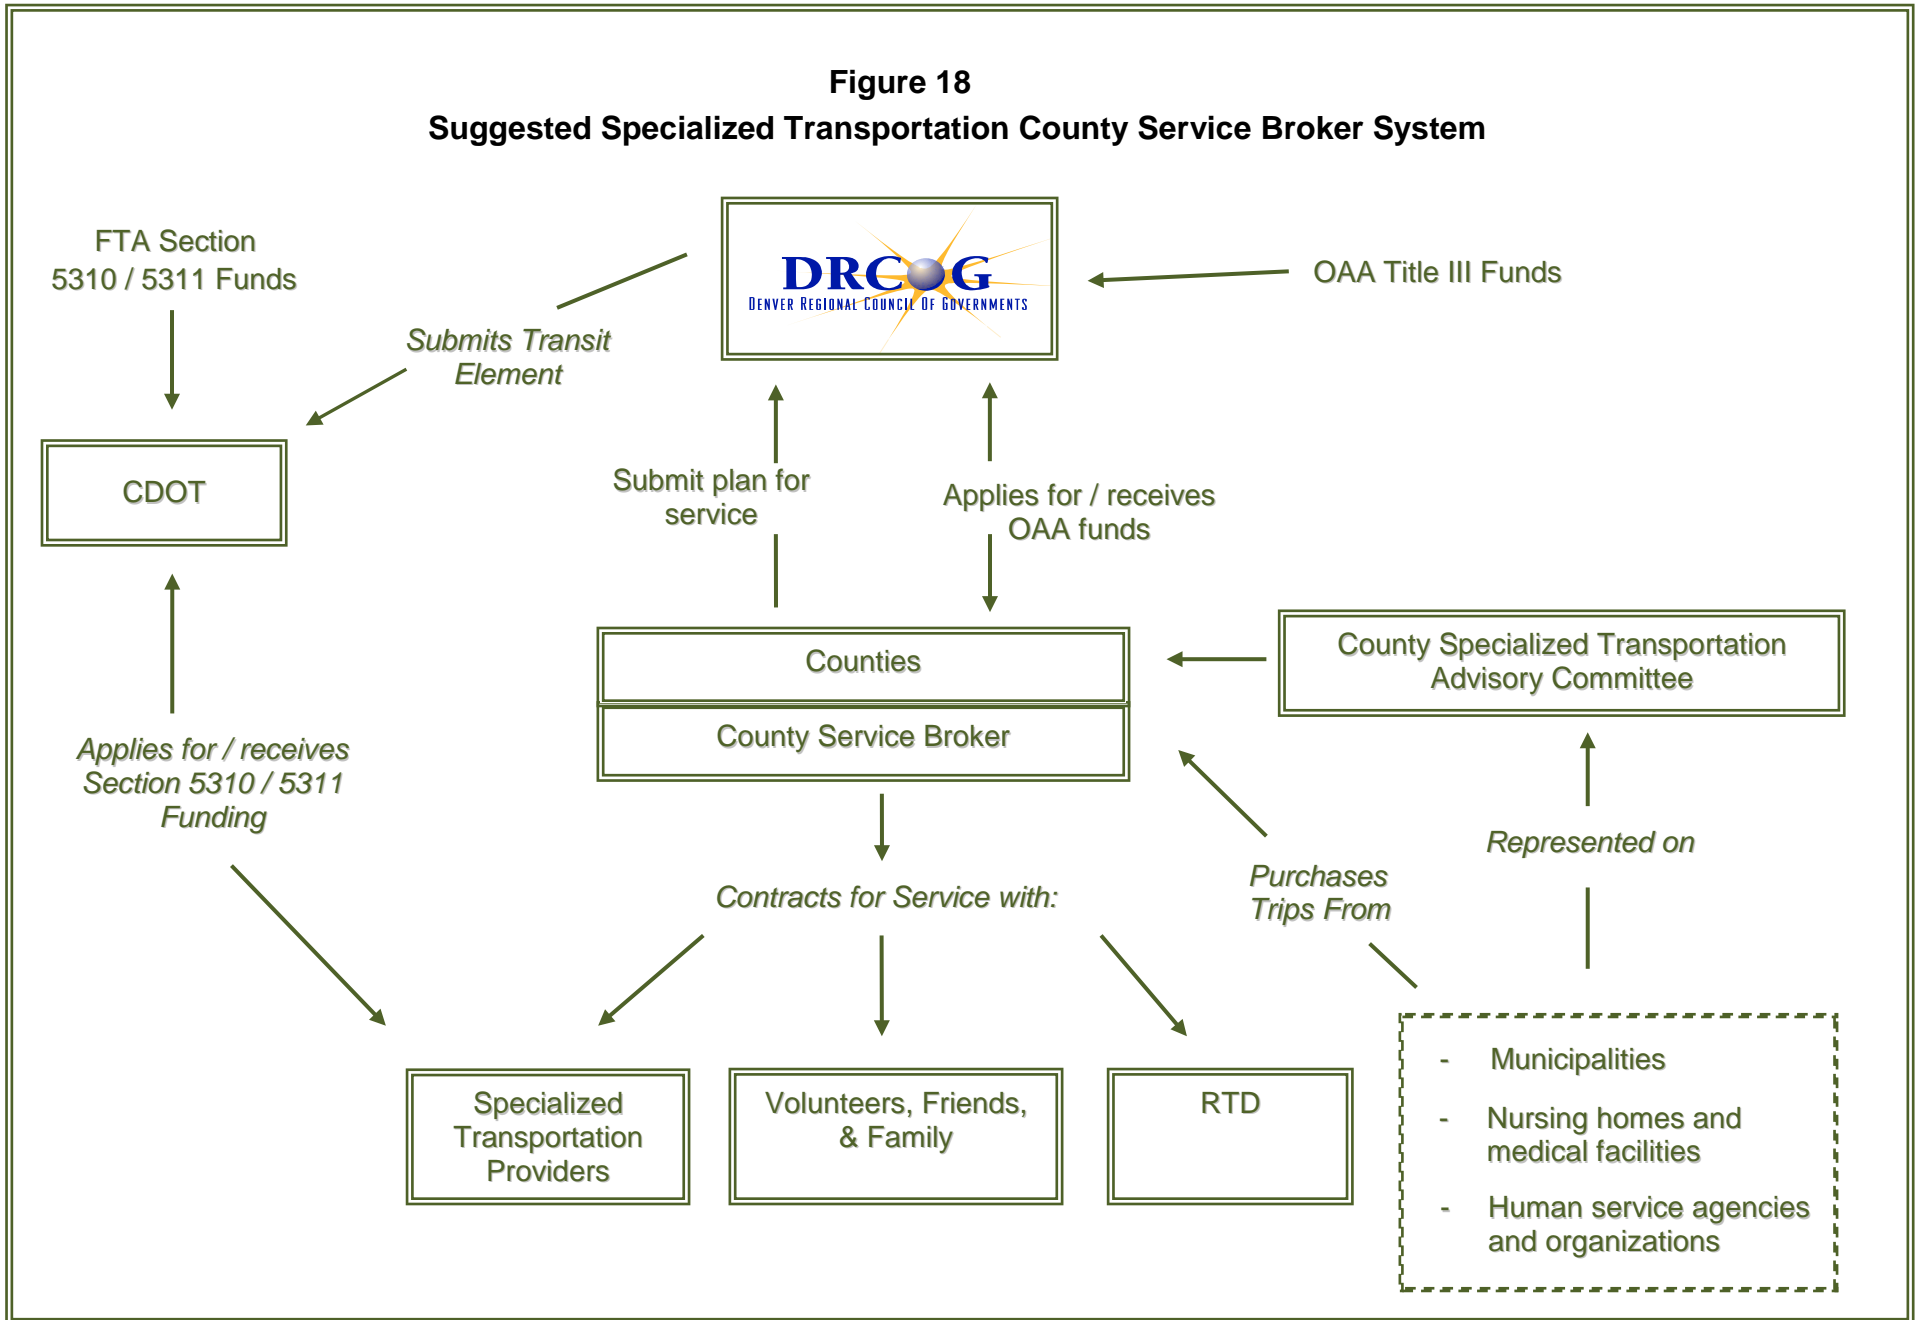 Figure 18
Suggested Specialized Transportation County Service Broker System
FTA Section
5310 / 5311 Funds
DRCOG
DENVER REGIONAL COUNCIL OF GOVERNMENTS
OAA Title III Funds
Submits Transit
Element
CDOT
Submit plan for
service
Applies for / receives
OAA funds
Counties
County Service Broker
County Specialized Transportation
Advisory Committee
Applies for / receives
Section 5310 / 5311
Funding
Contracts for Service with:
Purchases
Trips From
Represented on
Specialized
Transportation
Providers
Volunteers, Friends,
& Family
RTD
- Municipalities
- Nursing homes and
medical facilities
- Human service agencies
and organizations